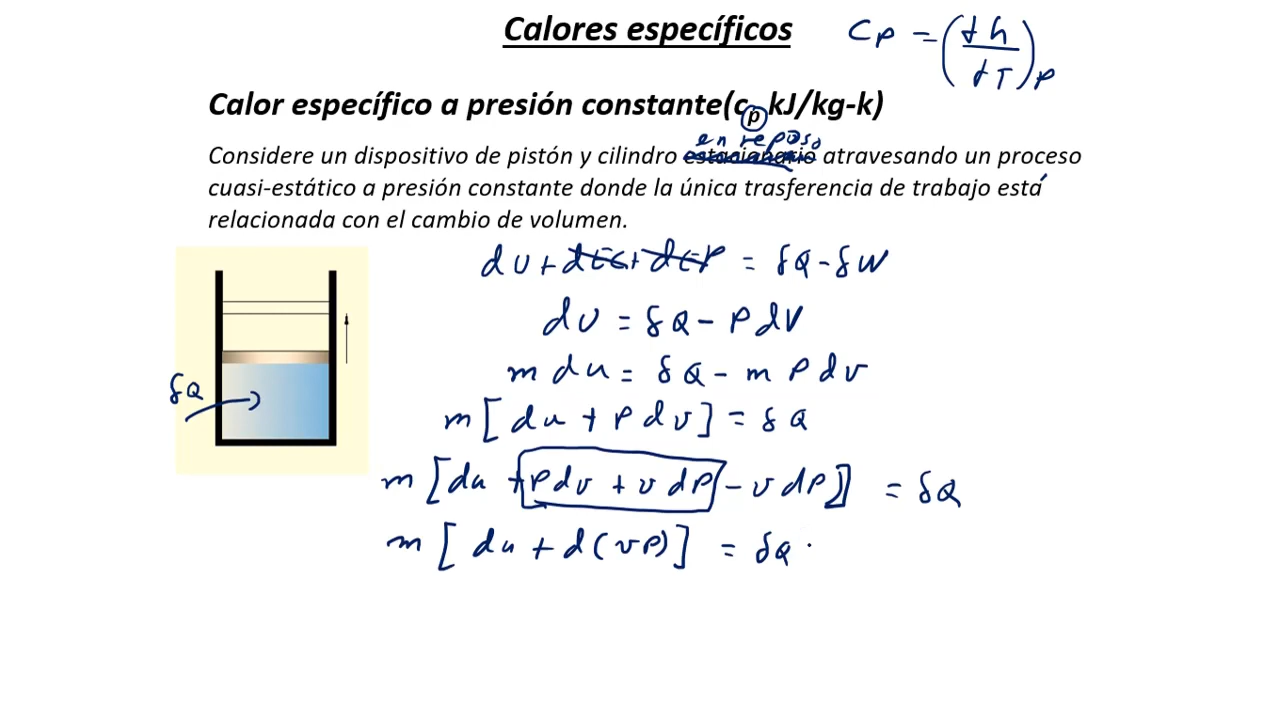 Calores específicos
Cp = (dh/dT)p
Calor específico a presión constante(cp kJ/kg-k)
en reposo
Considere un dispositivo de pistón y cilindro estacionario atravesando un proceso
cuasi-estático a presión constante donde la única trasferencia de trabajo está
relacionada con el cambio de volumen.
dU + dEC + dEP = δQ - δW
dU = δQ - P dV
m du = δQ - m P dv
δQ
m [du + P dv] = δQ
m [du + P dv + v dP - v dP] = δQ
m [du + d(vP)] = δQ